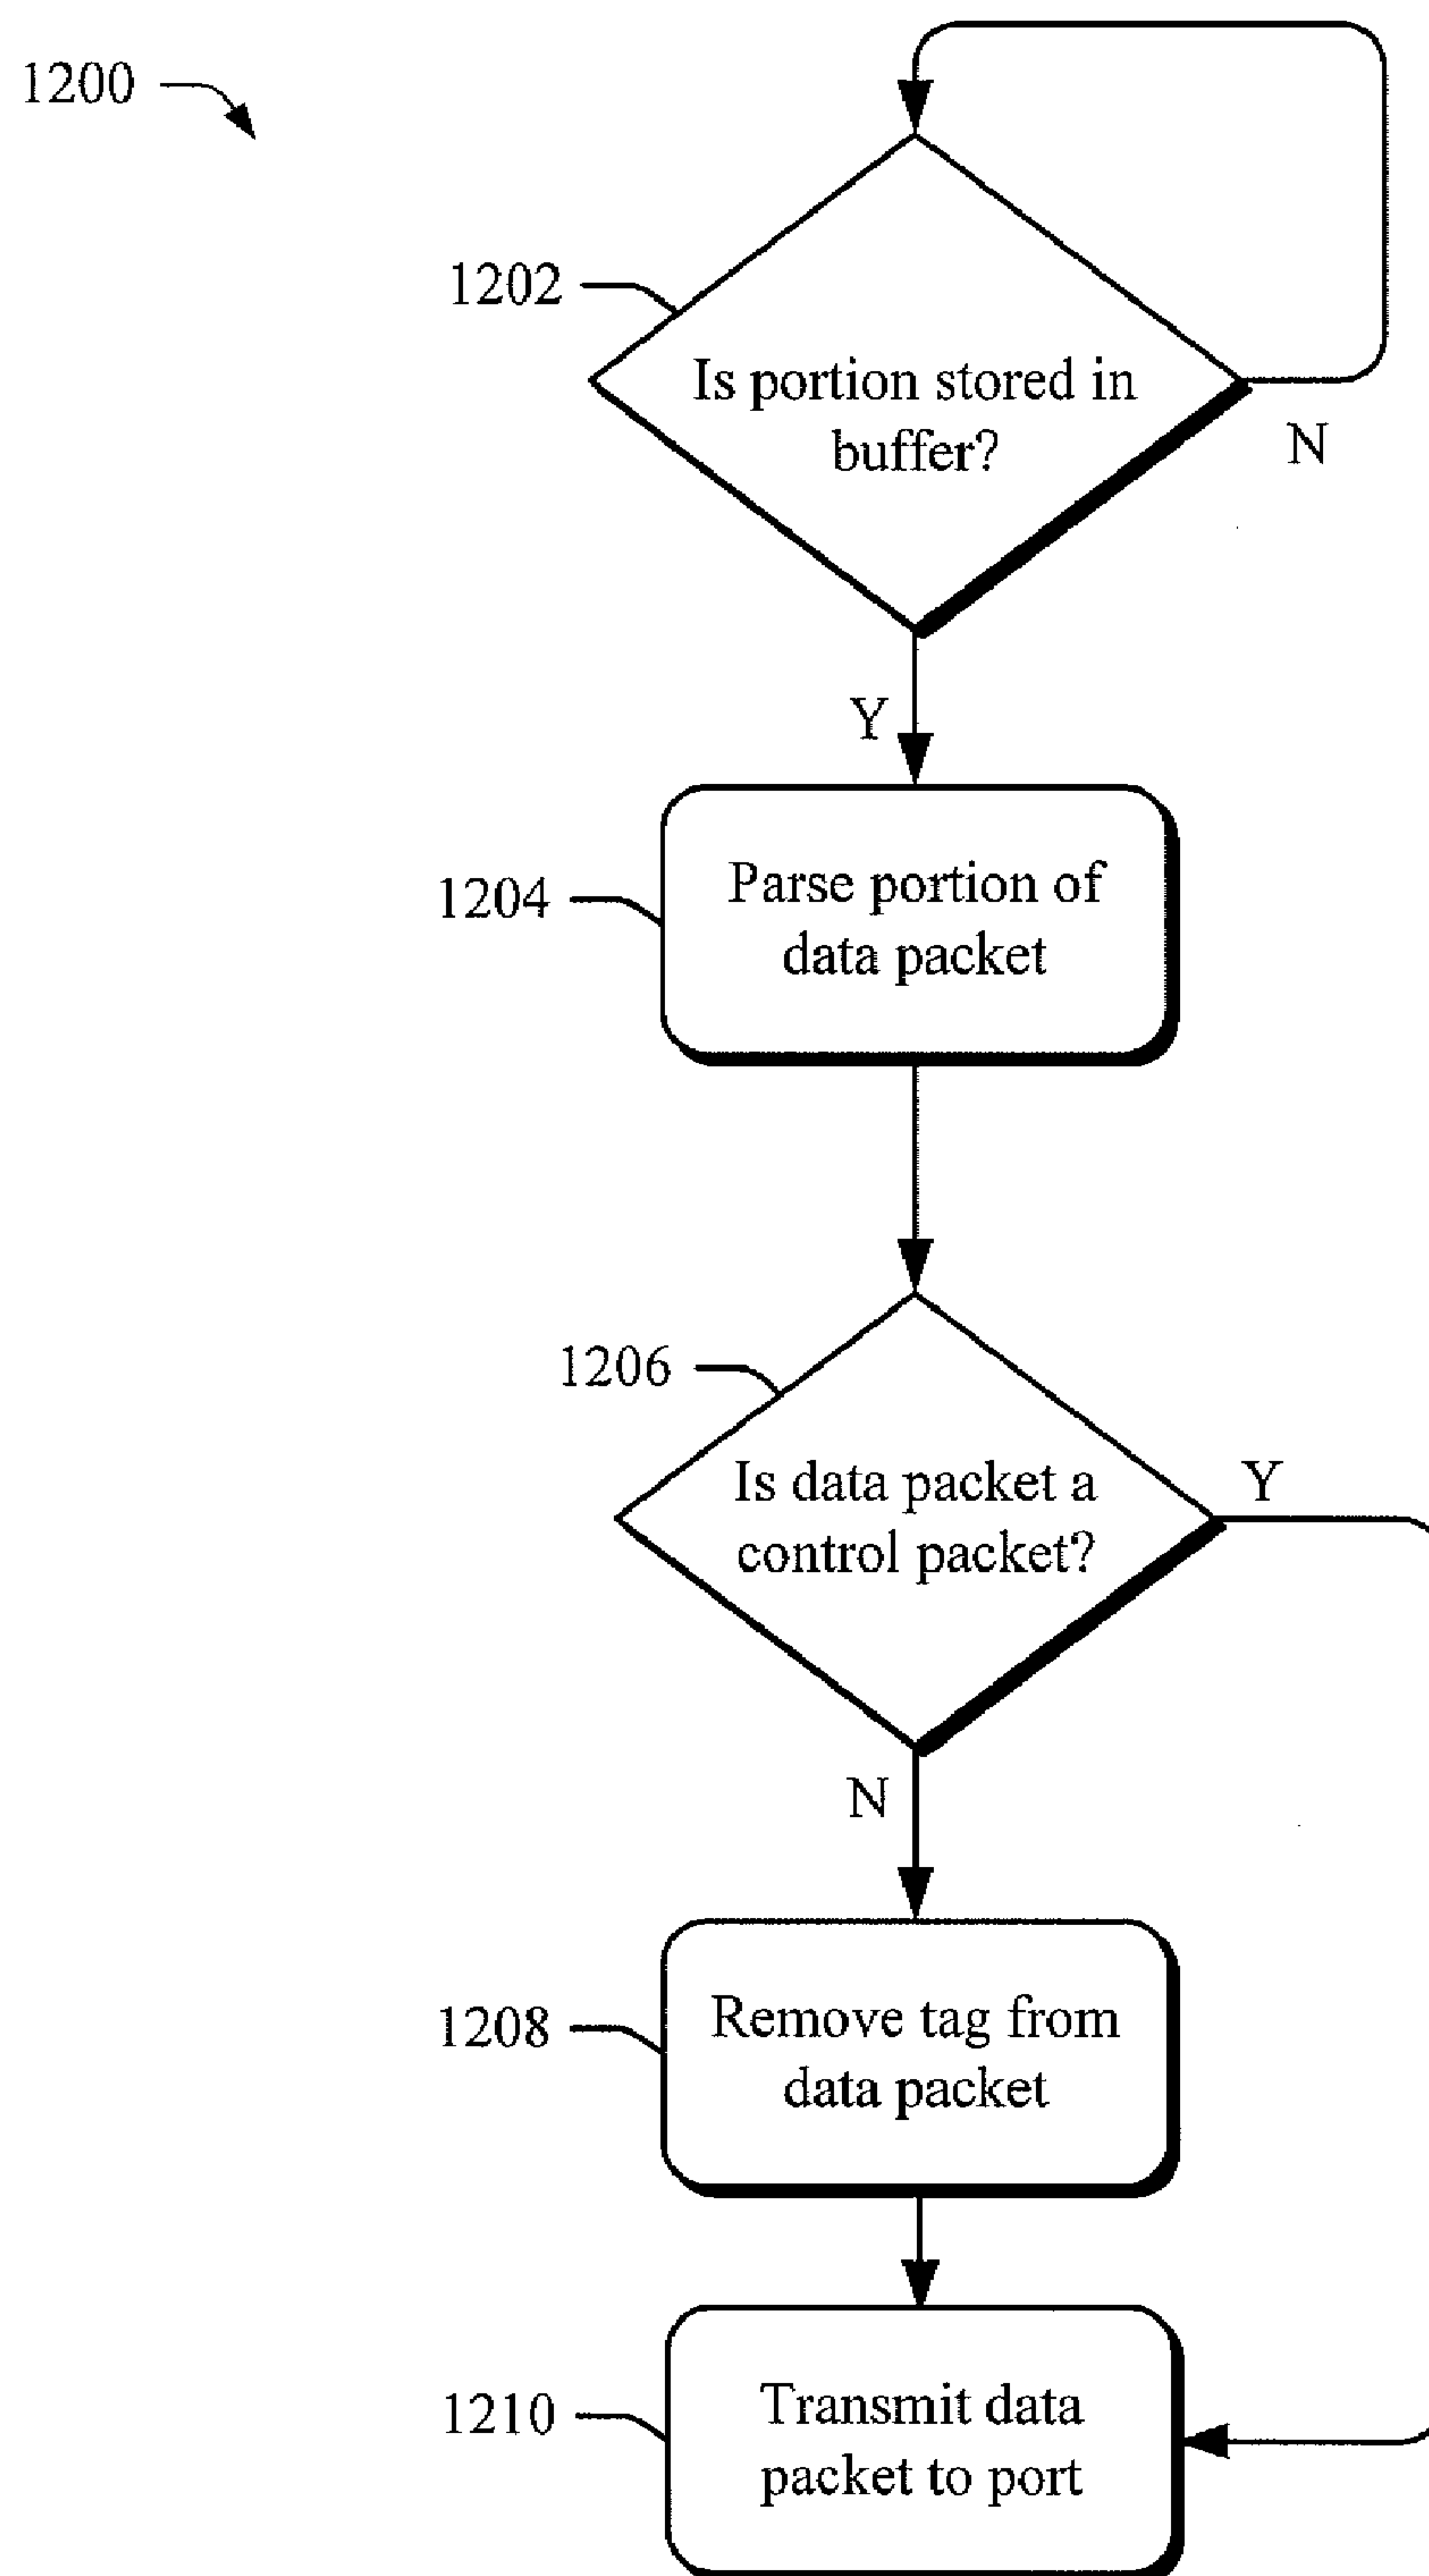 1200
1202
Is portion stored in
buffer?
N
Y
1204
Parse portion of
data packet
1206
Is data packet a
control packet?
Y
N
1208
Remove tag from
data packet
1210
Transmit data
packet to port